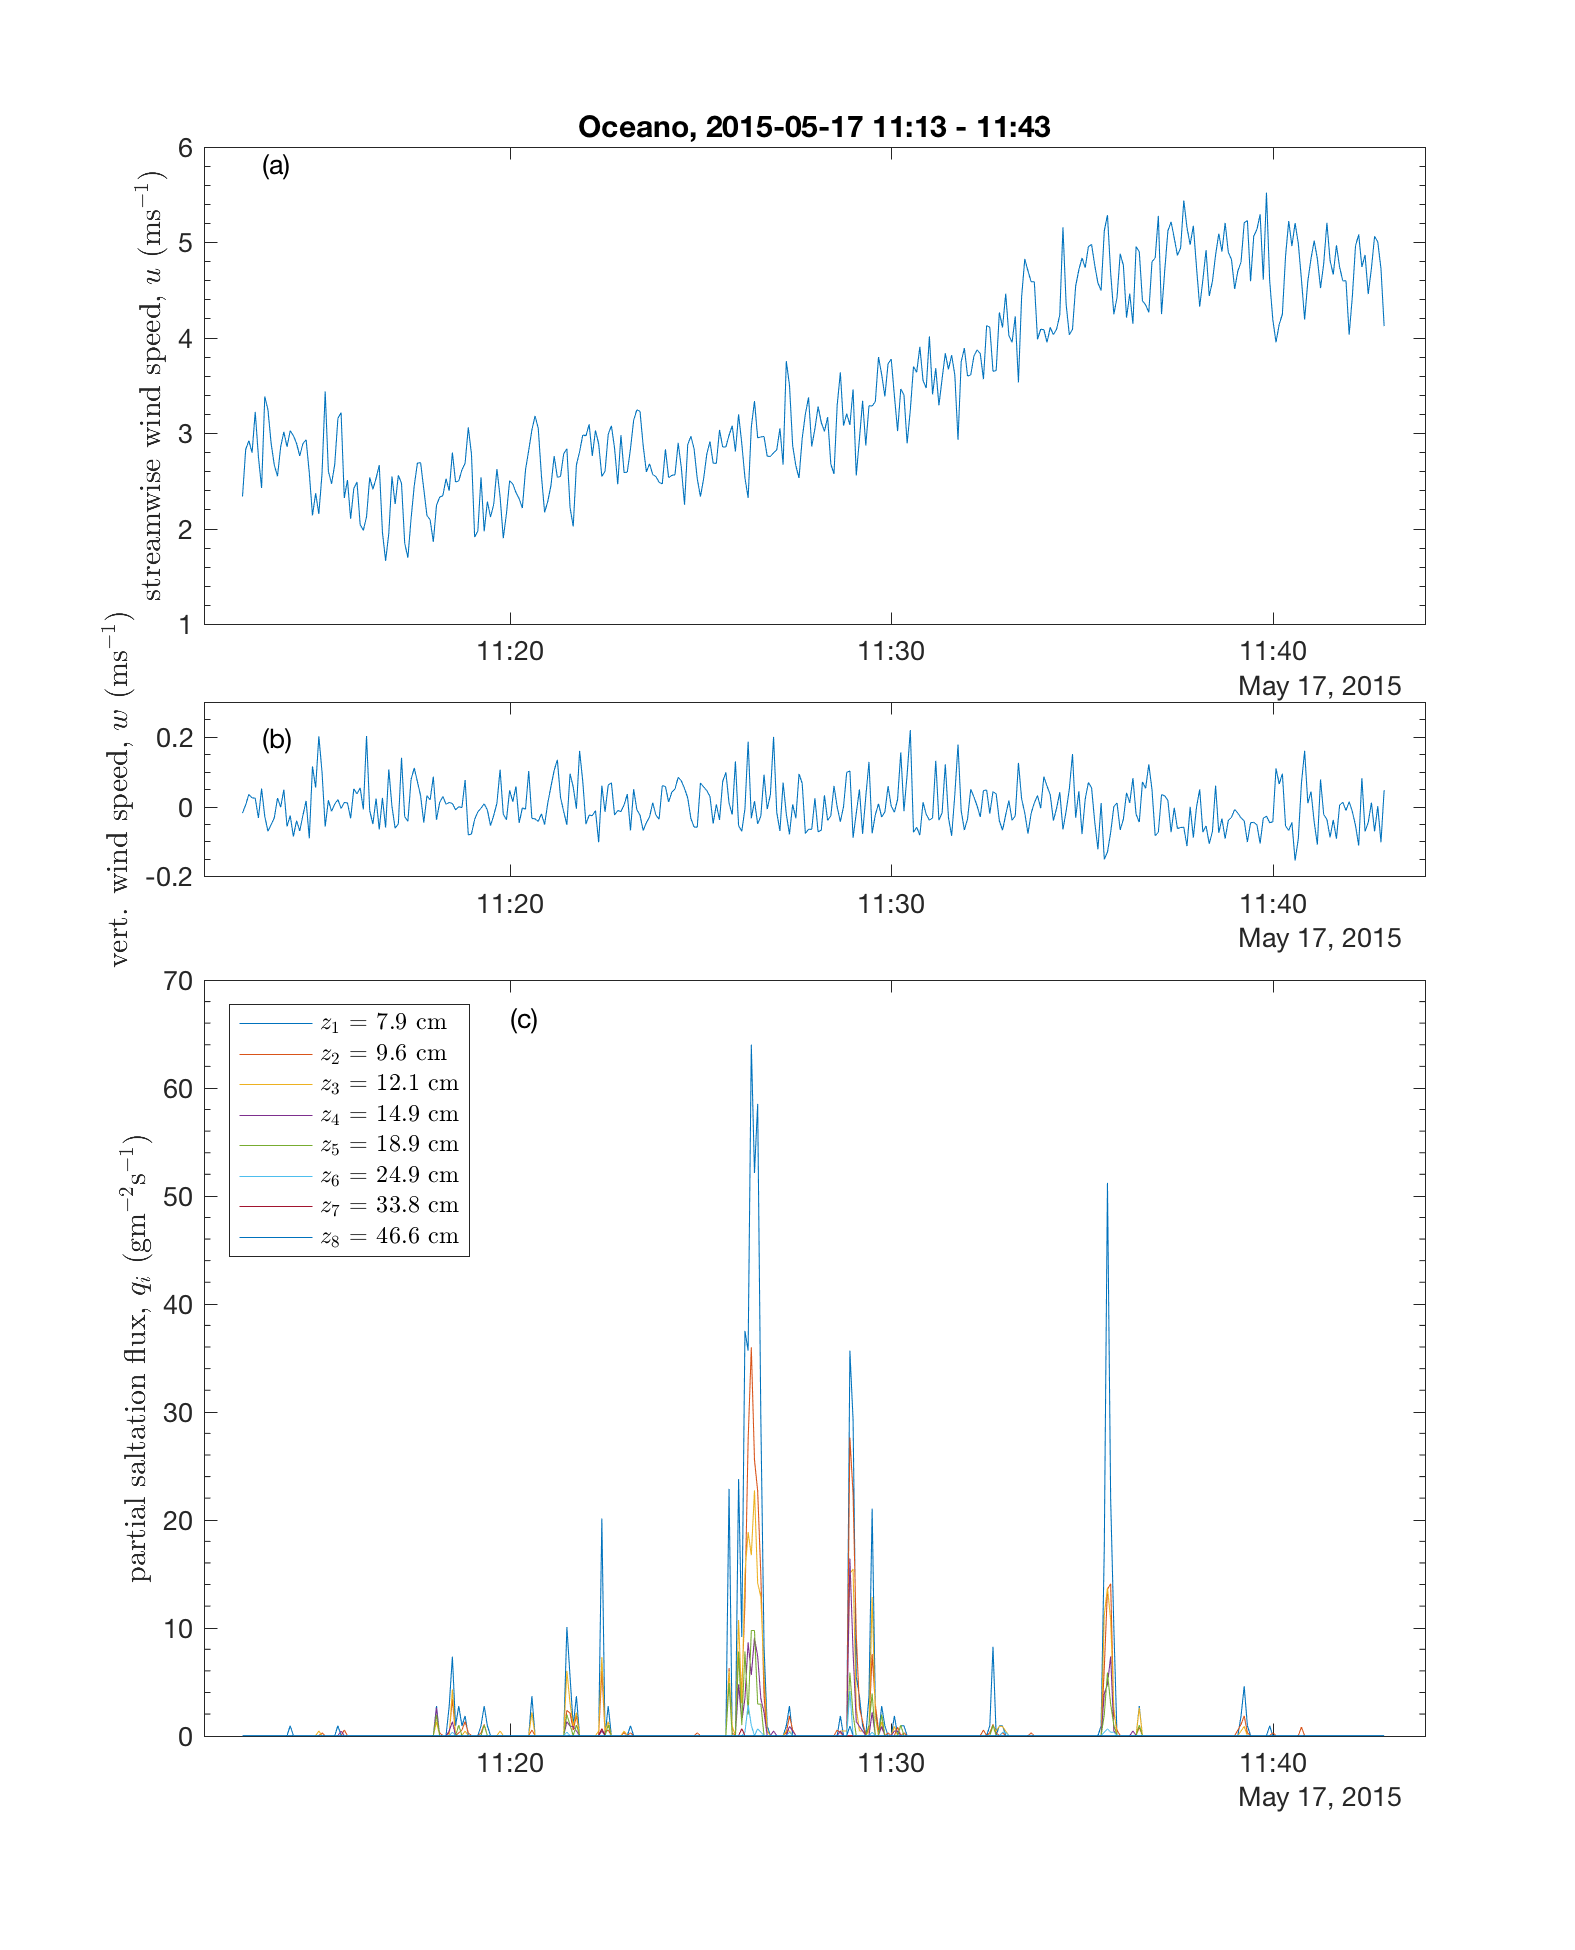 Oceano, 2015-05-17 11:13 - 11:43
(a)
streamwise wind speed, u (ms⁻¹)
6
5
4
3
2
1
11:20 11:30 11:40
May 17, 2015
(b)
vert. wind speed, w (ms⁻¹)
0.2
0
-0.2
11:20 11:30 11:40
May 17, 2015
(c)
partial saltation flux, qᵢ (gm⁻²s⁻¹)
70
60
50
40
30
20
10
0
z₁ = 7.9 cm
z₂ = 9.6 cm
z₃ = 12.1 cm
z₄ = 14.9 cm
z₅ = 18.9 cm
z₆ = 24.9 cm
z₇ = 33.8 cm
z₈ = 46.6 cm
11:20 11:30 11:40
May 17, 2015